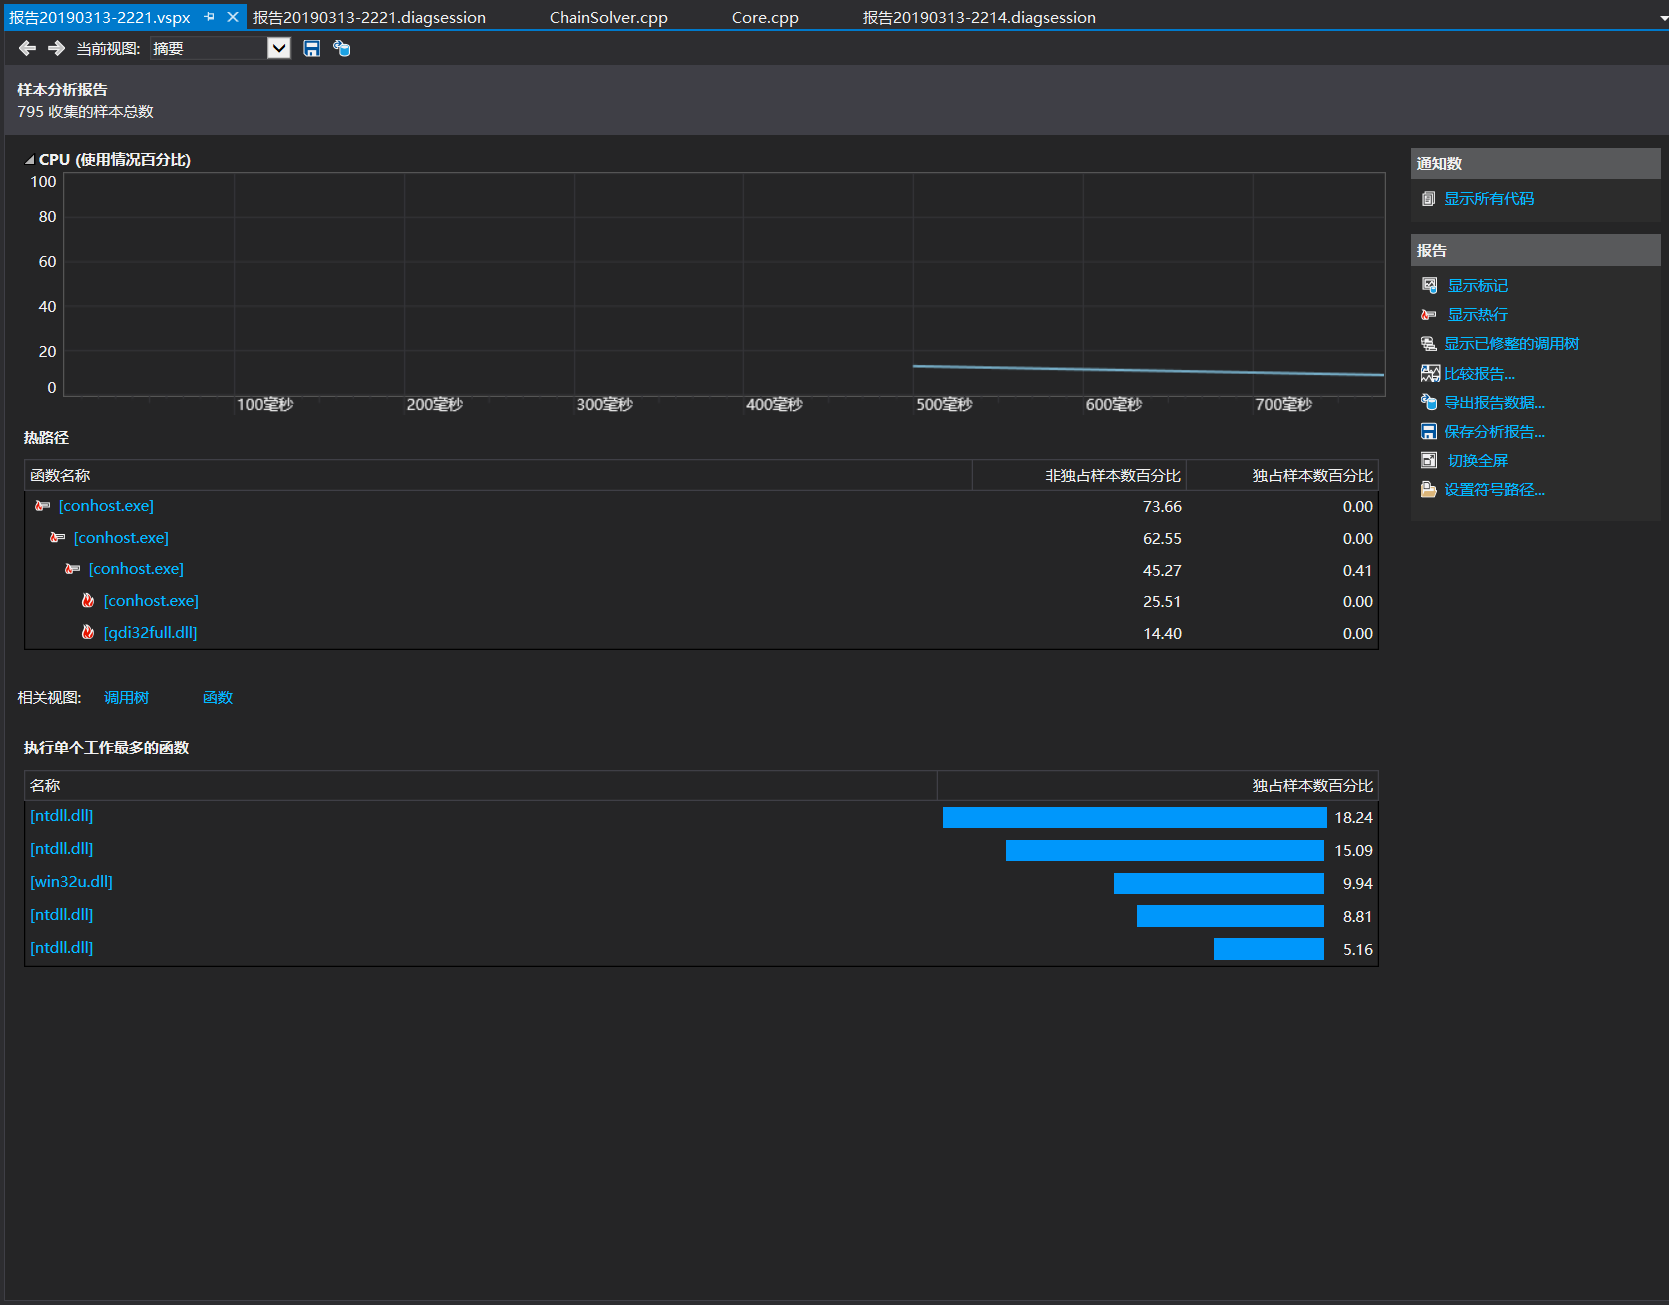 报告20190313-2221.vspx 报告20190313-2221.diagsession ChainSolver.cpp Core.cpp 报告20190313-2214.diagsession
当前视图: 摘要
样本分析报告
795 收集的样本总数
CPU (使用情况百分比)
100
80
60
40
20
0
100毫秒 200毫秒 300毫秒 400毫秒 500毫秒 600毫秒 700毫秒
热路径
函数名称 非独占样本数百分比 独占样本数百分比
[conhost.exe] 73.66 0.00
[conhost.exe] 62.55 0.00
[conhost.exe] 45.27 0.41
[conhost.exe] 25.51 0.00
[gdi32full.dll] 14.40 0.00
相关视图: 调用树 函数
执行单个工作最多的函数
名称 独占样本数百分比
[ntdll.dll] 18.24
[ntdll.dll] 15.09
[win32u.dll] 9.94
[ntdll.dll] 8.81
[ntdll.dll] 5.16
通知数
显示所有代码
报告
显示标记
显示热行
显示已修整的调用树
比较报告...
导出报告数据...
保存分析报告...
切换全屏
设置符号路径...